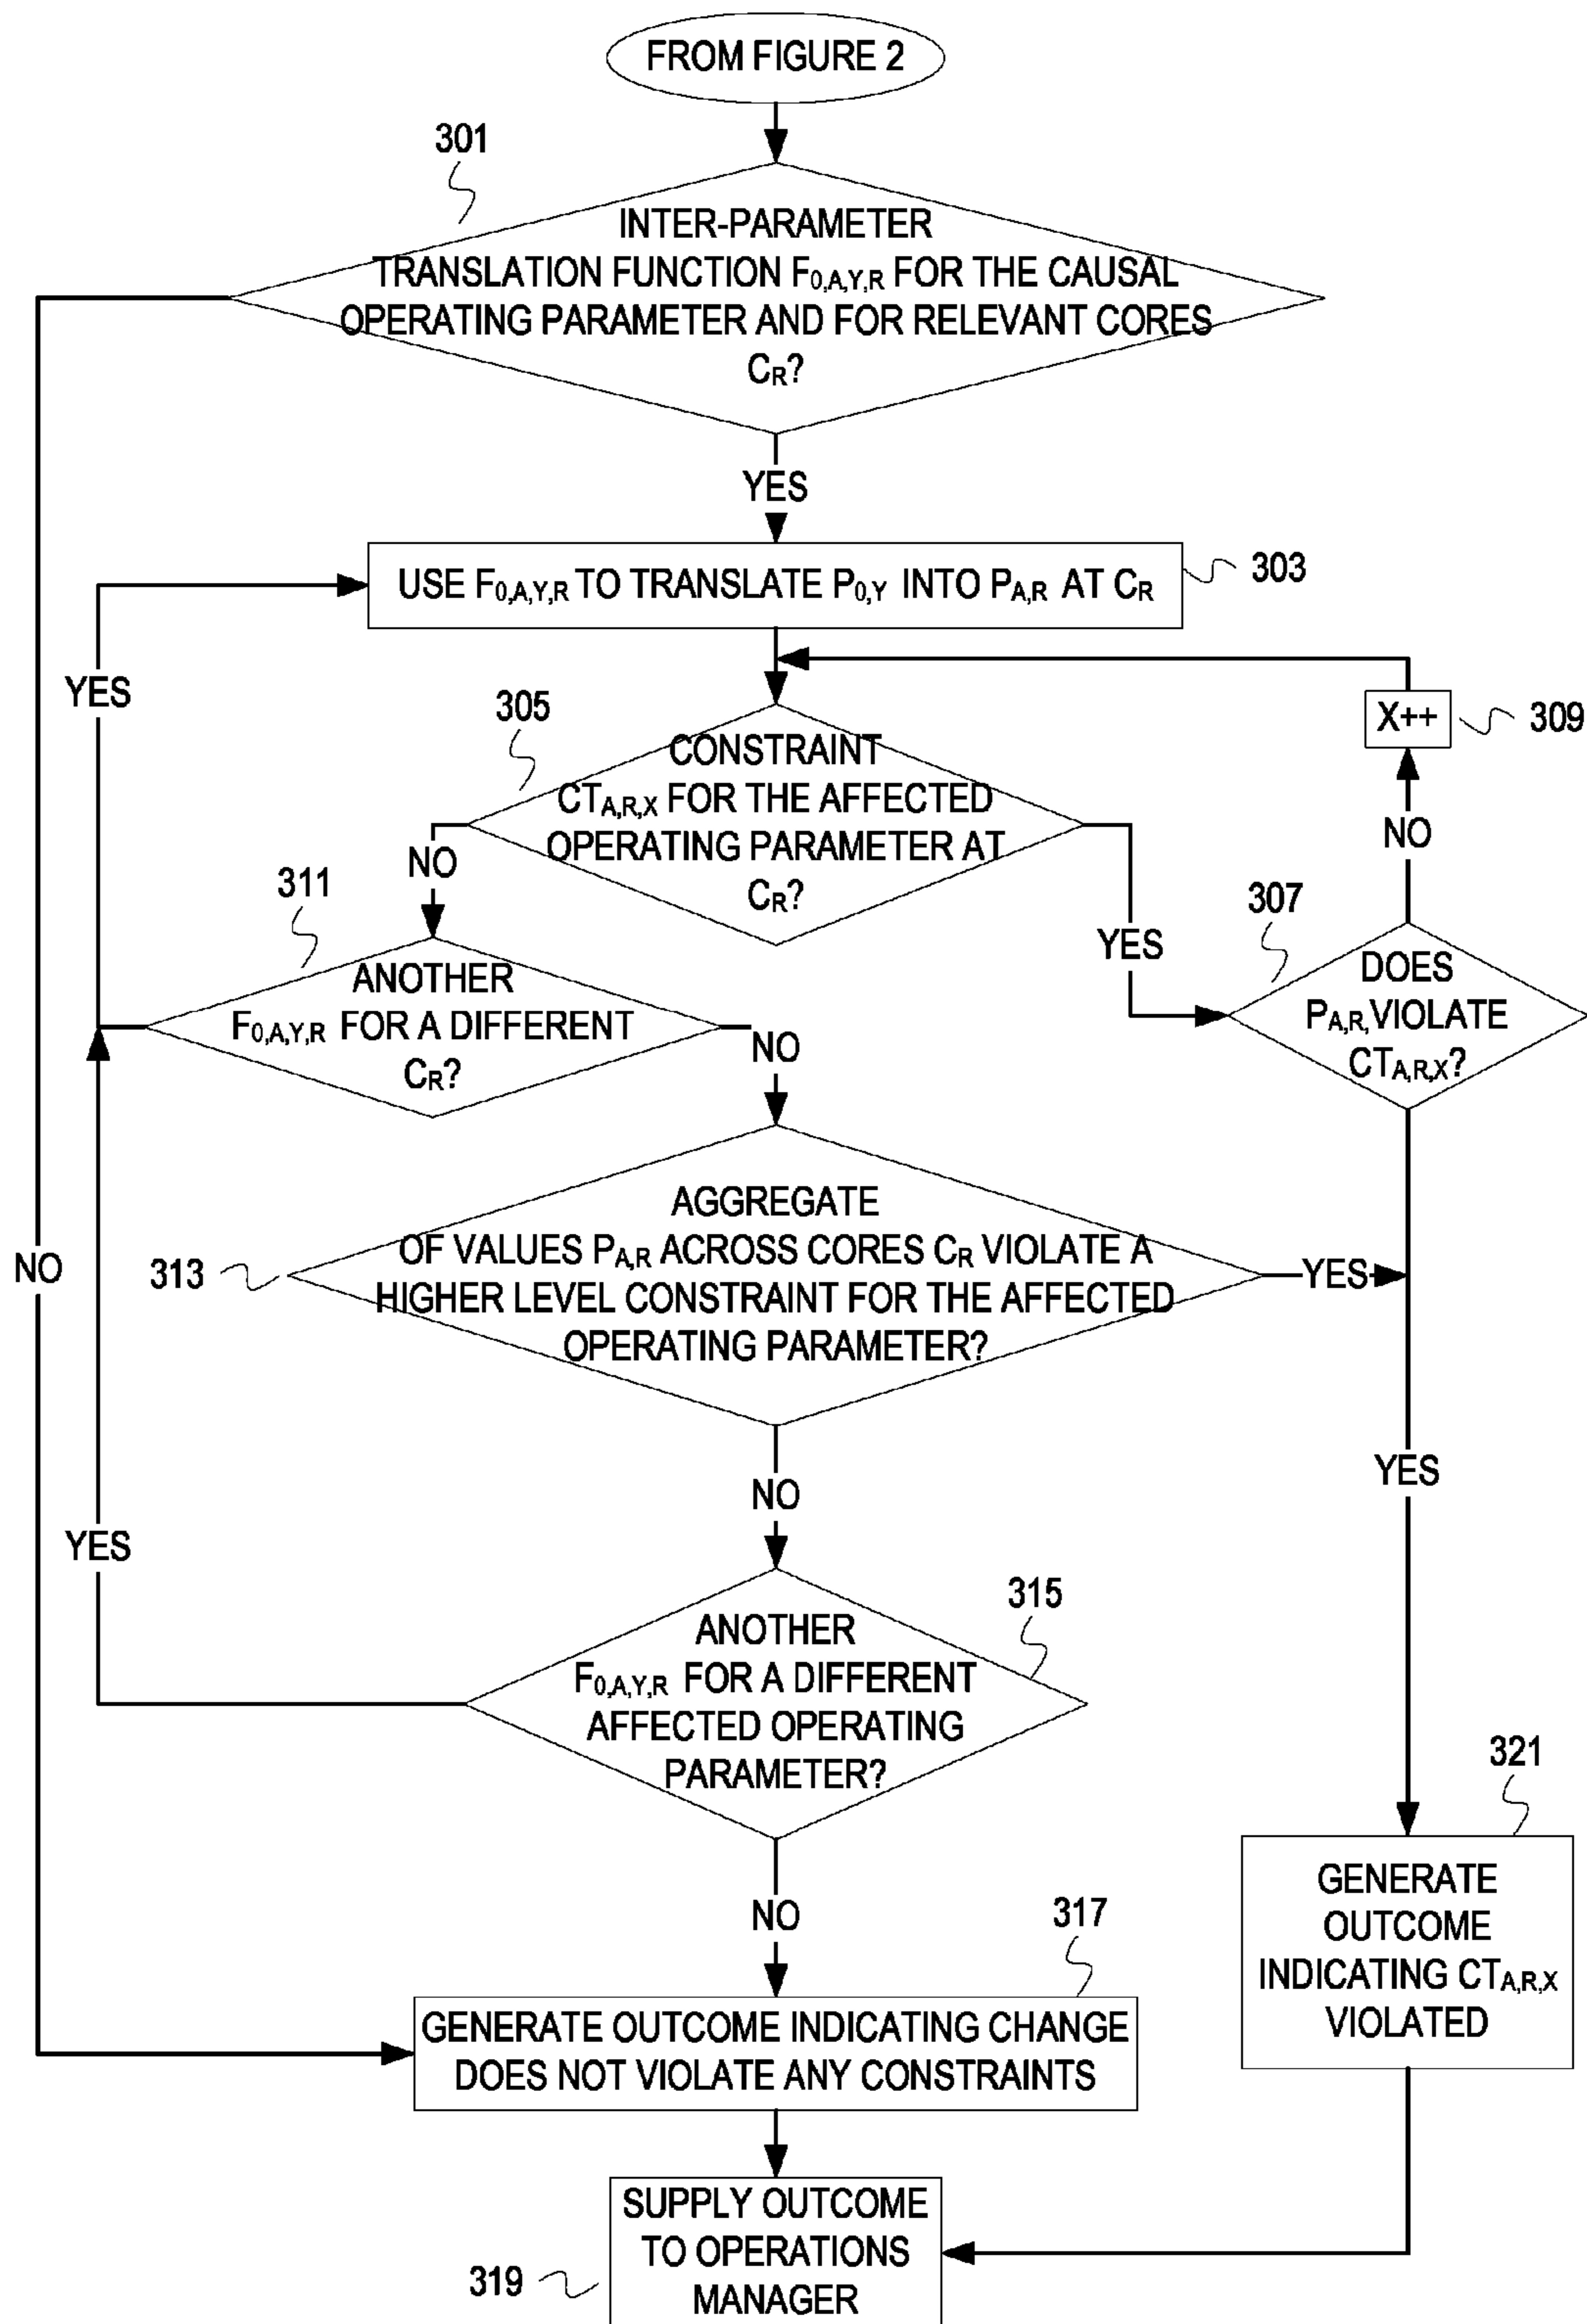 FROM FIGURE 2
301
INTER-PARAMETER
TRANSLATION FUNCTION F0,A,Y,R FOR THE CAUSAL
OPERATING PARAMETER AND FOR RELEVANT CORES
CR?
YES
USE F0,A,Y,R TO TRANSLATE P0,Y INTO PA,R AT CR
303
YES
305
CONSTRAINT
CTA,R,X FOR THE AFFECTED
OPERATING PARAMETER AT
CR?
X++
309
NO
NO
311
ANOTHER
F0,A,Y,R FOR A DIFFERENT
CR?
YES
307
DOES
PA,R, VIOLATE
CTA,R,X?
NO
AGGREGATE
OF VALUES PA,R ACROSS CORES CR VIOLATE A
HIGHER LEVEL CONSTRAINT FOR THE AFFECTED
OPERATING PARAMETER?
313
NO
YES
YES
NO
YES
315
ANOTHER
F0,A,Y,R FOR A DIFFERENT
AFFECTED OPERATING
PARAMETER?
321
GENERATE
OUTCOME
INDICATING CTA,R,X
VIOLATED
NO
317
GENERATE OUTCOME INDICATING CHANGE
DOES NOT VIOLATE ANY CONSTRAINTS
SUPPLY OUTCOME
TO OPERATIONS
MANAGER
319